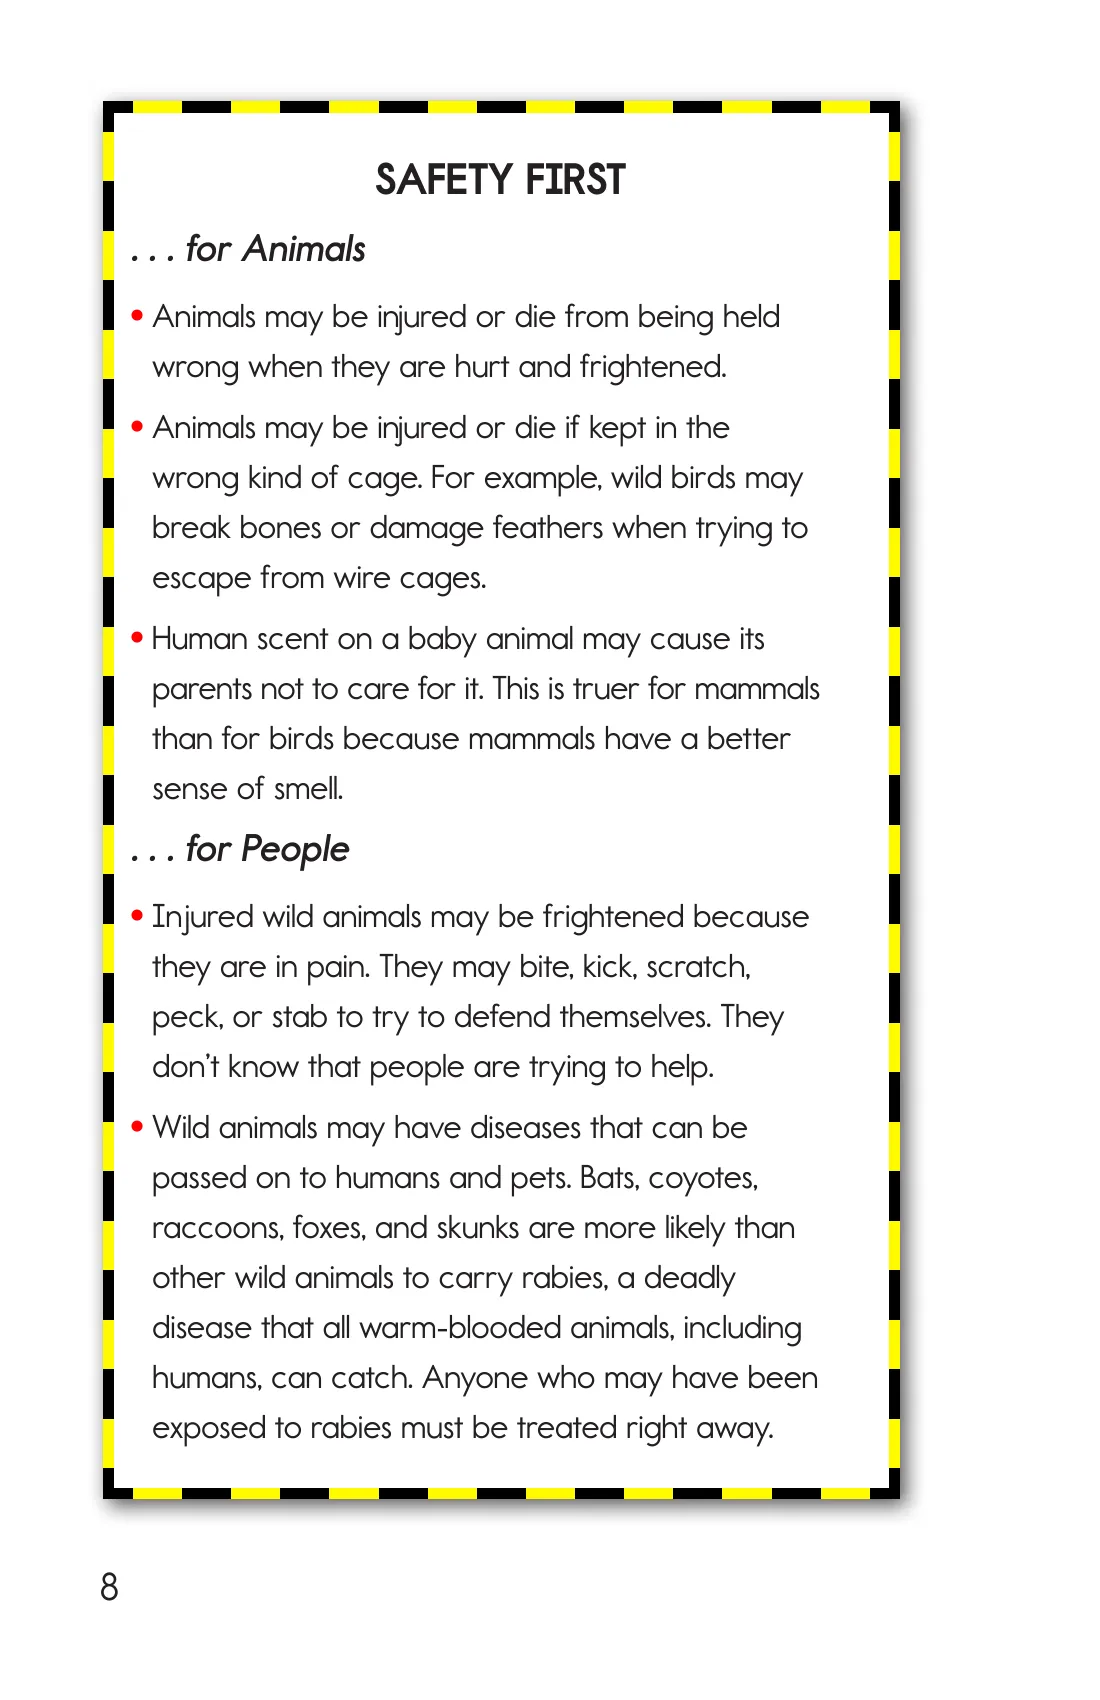 SAFETY FIRST
. . . for Animals
• Animals may be injured or die from being held
wrong when they are hurt and frightened.
• Animals may be injured or die if kept in the
wrong kind of cage. For example, wild birds may
break bones or damage feathers when trying to
escape from wire cages.
• Human scent on a baby animal may cause its
parents not to care for it. This is truer for mammals
than for birds because mammals have a better
sense of smell.
. . . for People
• Injured wild animals may be frightened because
they are in pain. They may bite, kick, scratch,
peck, or stab to try to defend themselves. They
don’t know that people are trying to help.
• Wild animals may have diseases that can be
passed on to humans and pets. Bats, coyotes,
raccoons, foxes, and skunks are more likely than
other wild animals to carry rabies, a deadly
disease that all warm-blooded animals, including
humans, can catch. Anyone who may have been
exposed to rabies must be treated right away.
8